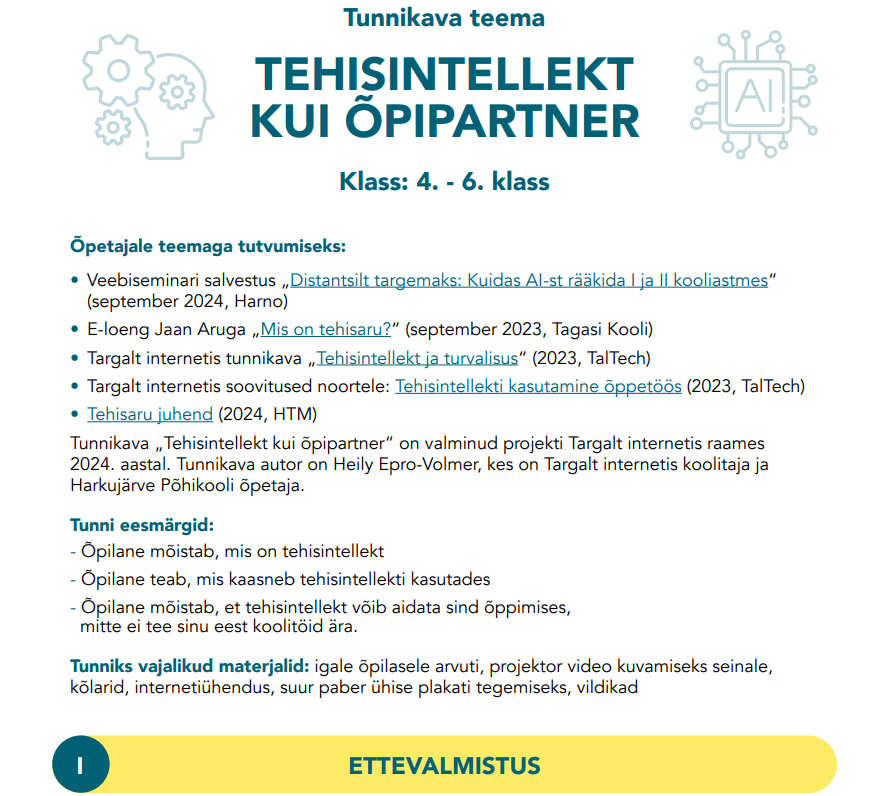 Tunnikava teema
TEHISINTELLEKT
KUI ÕPIPARTNER
AI
Klass: 4. - 6. klass
Õpetajale teemaga tutvumiseks:
• Veebiseminari salvestus „Distantsilt targemaks: Kuidas AI-st rääkida I ja II kooliastmes“
(september 2024, Harno)
• E-loeng Jaan Aruga „Mis on tehisaru?“ (september 2023, Tagasi Kooli)
• Targalt internetis tunnikava „Tehisintellekt ja turvalisus“ (2023, TalTech)
• Targalt internetis soovitused noortele: Tehisintellekti kasutamine õppetöös (2023, TalTech)
• Tehisaru juhend (2024, HTM)
Tunnikava „Tehisintellekt kui õpipartner“ on valminud projekti Targalt internetis raames
2024. aastal. Tunnikava autor on Heily Epro-Volmer, kes on Targalt internetis koolitaja ja
Harkujärve Põhikooli õpetaja.
Tunni eesmärgid:
- Õpilane mõistab, mis on tehisintellekt
- Õpilane teab, mis kaasneb tehisintellekti kasutades
- Õpilane mõistab, et tehisintellekt võib aidata sind õppimises,
mitte ei tee sinu eest koolitöid ära.
Tunniks vajalikud materjalid: igale õpilasele arvuti, projektor video kuvamiseks seinale,
kõlarid, internetiühendus, suur paber ühise plakati tegemiseks, vildikad
I ETTEVALMISTUS